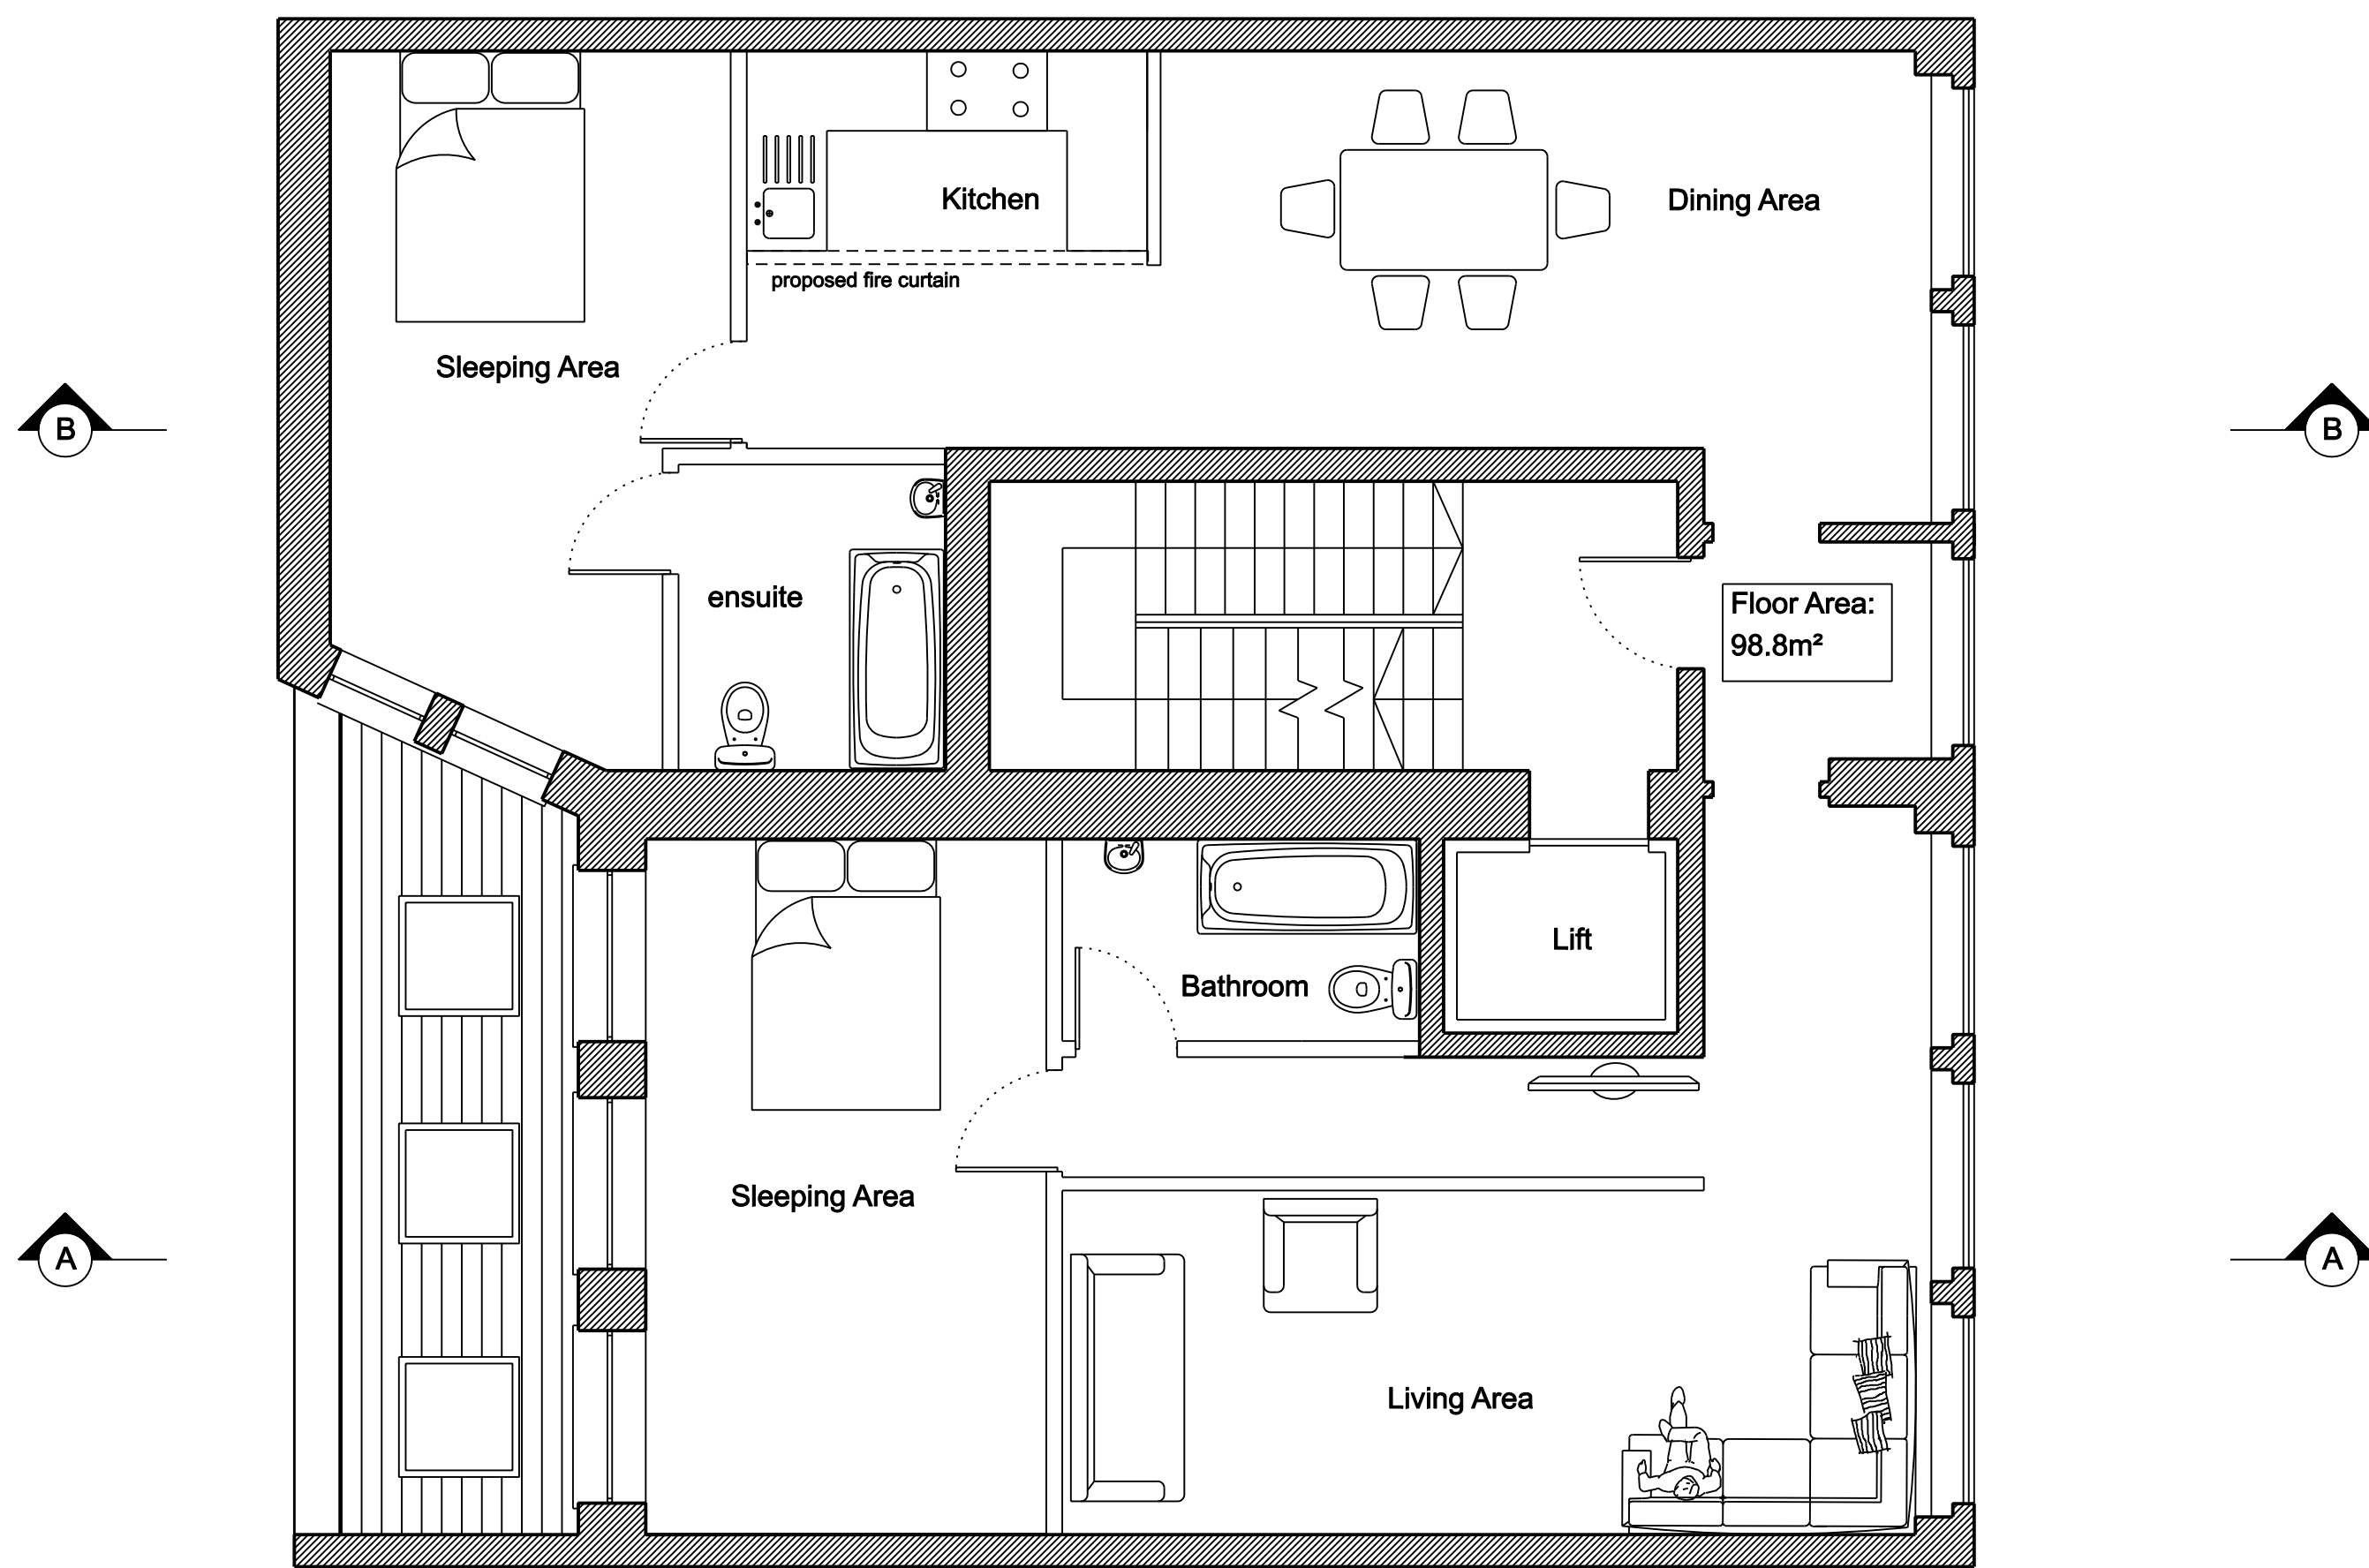 Kitchen
Dining Area
proposed fire curtain
Sleeping Area
B
B
ensuite
Floor Area:
98.8m²
Lift
Bathroom
Sleeping Area
A
A
Living Area